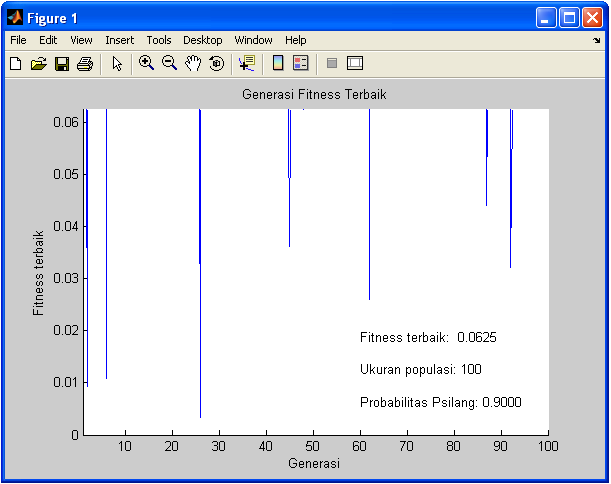 Figure 1
File Edit View Insert Tools Desktop Window Help
Generasi Fitness Terbaik
0.06
0.05
0.04
0.03
0.02
0.01
0
Fitness terbaik
Fitness terbaik: 0.0625
Ukuran populasi: 100
Probabilitas Psilang: 0.9000
10 20 30 40 50 60 70 80 90 100
Generasi